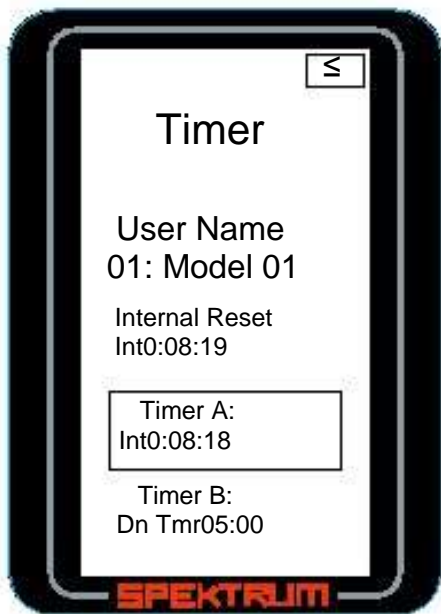 ≤
Timer
User Name
01: Model 01
Internal Reset
Int0:08:19
Timer A:
Int0:08:18
Timer B:
Dn Tmr05:00
SPEKTRUM